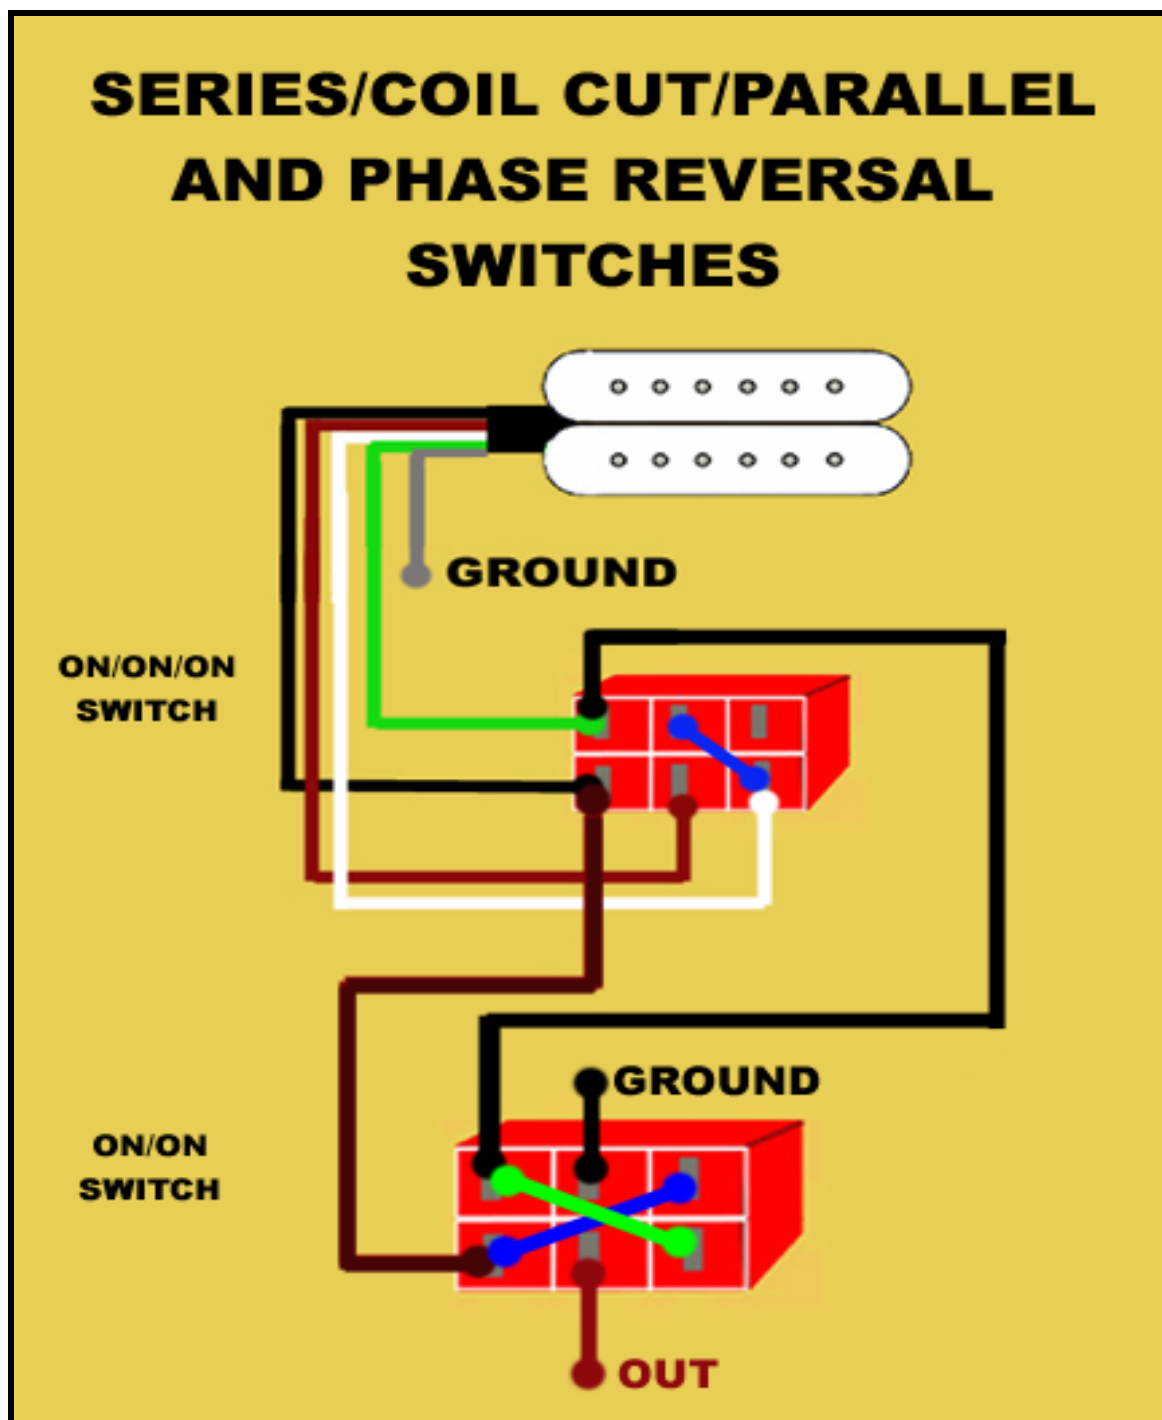 SERIES/COIL CUT/PARALLEL
AND PHASE REVERSAL
SWITCHES
GROUND
ON/ON/ON
SWITCH
GROUND
ON/ON
SWITCH
OUT